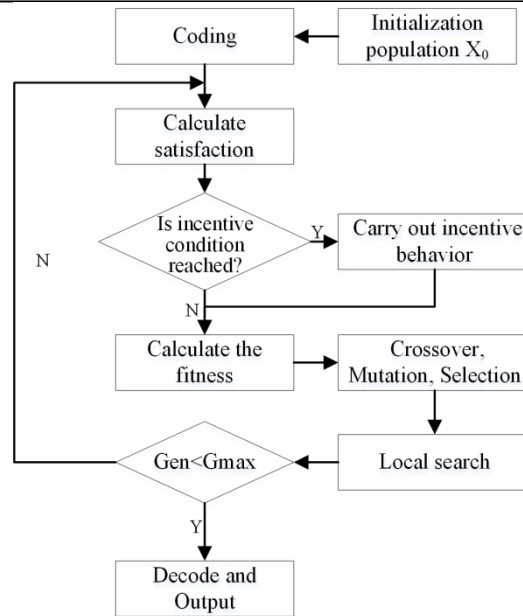 Coding
Initialization
population X₀
Calculate
satisfaction
Is incentive
condition
reached?
Y
Carry out incentive
behavior
N
N
Calculate the
fitness
Crossover,
Mutation, Selection
Gen<Gmax
Local search
Y
Decode and
Output